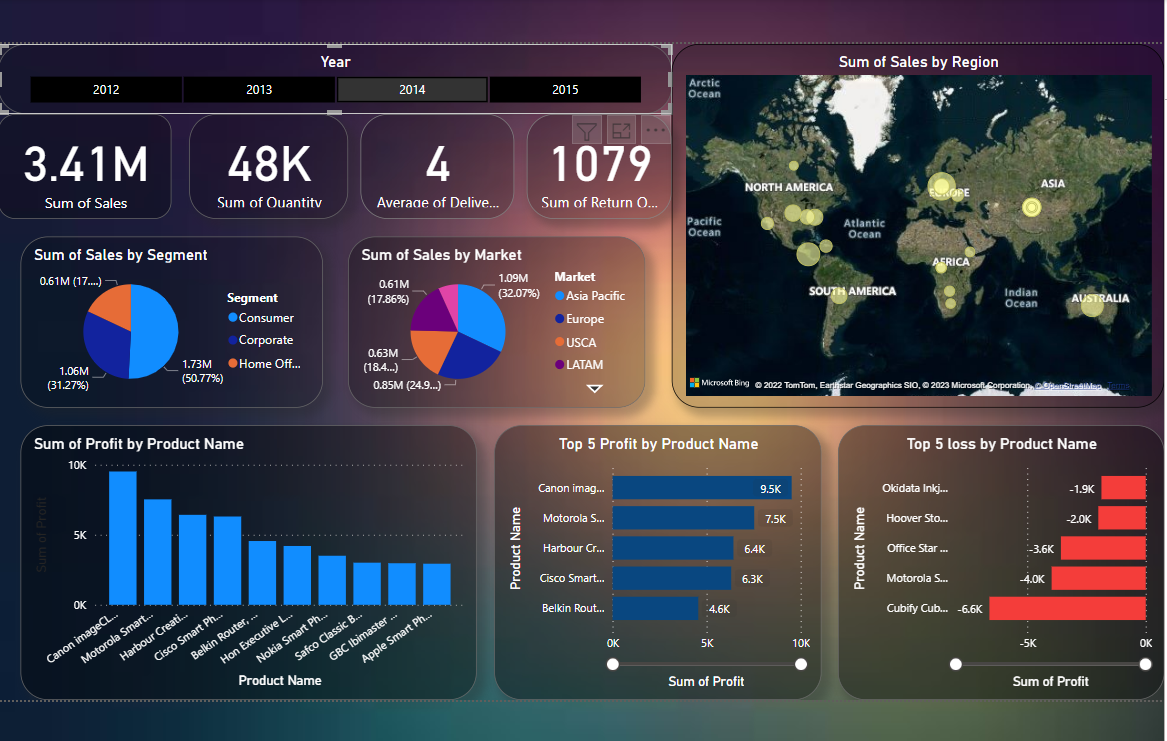 Year
2012
2013
2014
2015
3.41M
Sum of Sales
48K
Sum of Quantity
4
Average of Delive...
1079
Sum of Return O...
Sum of Sales by Region
Arctic
Ocean
NORTH AMERICA
EUROPE
ASIA
Pacific
Ocean
Atlantic
Ocean
AFRICA
SOUTH AMERICA
Indian
Ocean
AUSTRALIA
Microsoft Bing
© 2022 TomTom, Earthstar Geographics SIO, © 2023 Microsoft Corporation, © OpenStreetMap Terms
Sum of Sales by Segment
0.61M (17....)
1.06M
(31.27%)
1.73M
(50.77%)
Segment
Consumer
Corporate
Home Off...
Sum of Sales by Market
0.61M
(17.86%)
1.09M
(32.07%)
0.63M
(18.4...)
0.85M (24.9...)
Market
Asia Pacific
Europe
USCA
LATAM
Sum of Profit by Product Name
Sum of Profit
10K
5K
0K
Canon imageCL...
Motorola Smart...
Harbour Creati...
Cisco Smart Ph...
Belkin Router, ...
Hon Executive L...
Nokia Smart Ph...
Safco Classic B...
GBC Ibimaster ...
Apple Smart Ph...
Product Name
Top 5 Profit by Product Name
Product Name
Canon imag...
9.5K
Motorola S...
7.5K
Harbour Cr...
6.4K
Cisco Smart...
6.3K
Belkin Rout...
4.6K
0K
5K
10K
Sum of Profit
Top 5 loss by Product Name
Product Name
Okidata Inkj...
-1.9K
Hoover Sto...
-2.0K
Office Star ...
-3.6K
Motorola S...
-4.0K
Cubify Cub...
-6.6K
-5K
0K
Sum of Profit